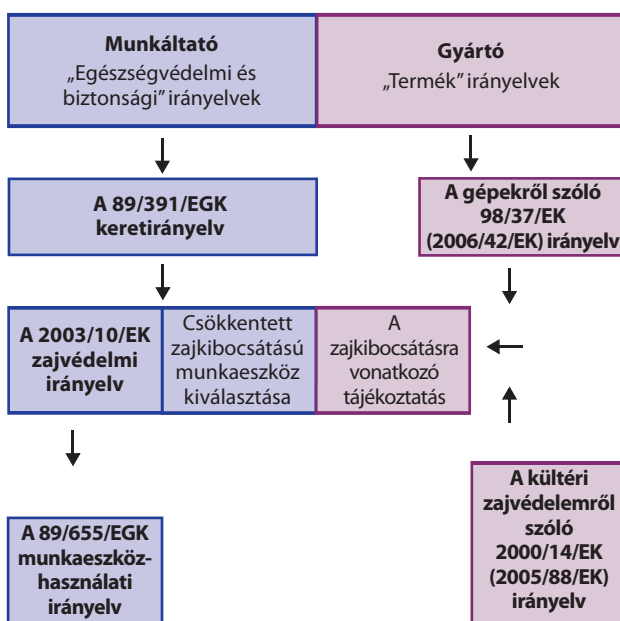 Munkáltató
„Egészségvédelmi és
biztonsági” irányelvek
Gyártó
„Termék” irányelvek
A 89/391/EGK
keretirányelv
A gépekről szóló
98/37/EK
(2006/42/EK) irányelv
A 2003/10/EK
zajvédelmi
irányelv
Csökkentett
zajkibocsátású
munkaeszköz
kiválasztása
A
zajkibocsátásra
vonatkozó
tájékoztatás
A 89/655/EGK
munkaeszköz-
használati
irányelv
A kültéri
zajvédelemről
szóló
2000/14/EK
(2005/88/EK)
irányelv